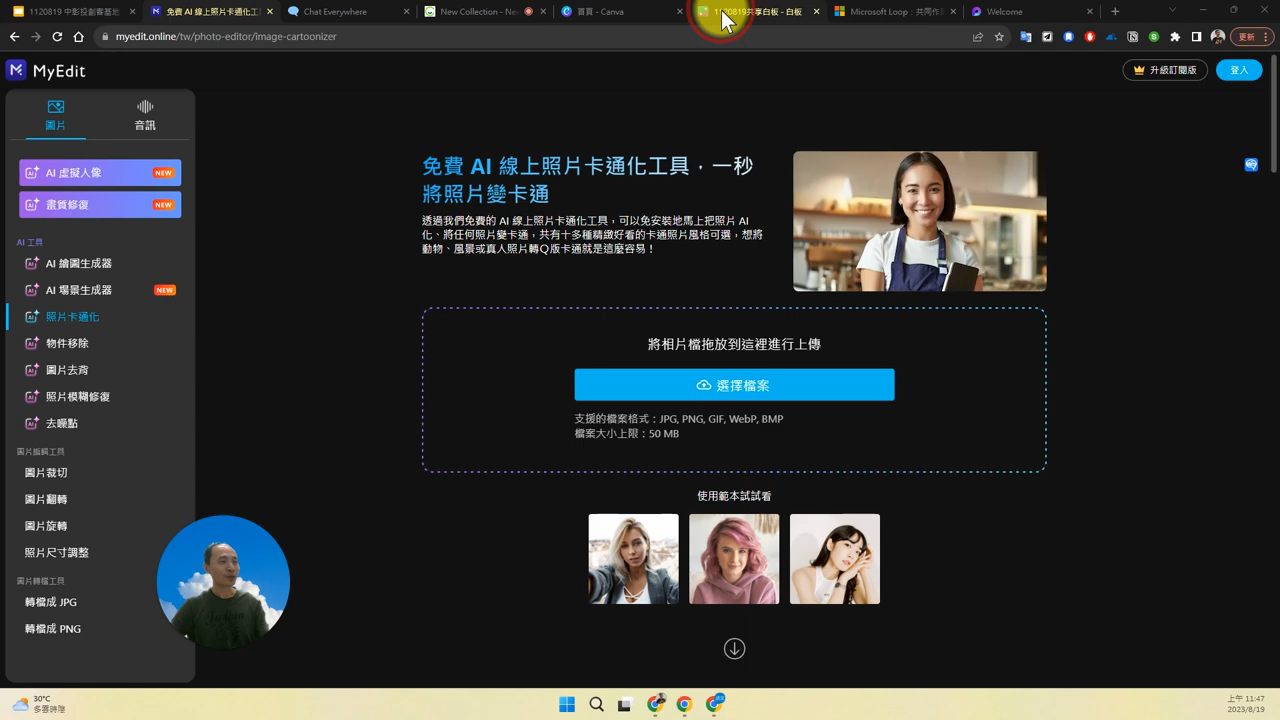 1120819 中彰投創響基地
免費 AI 線上照片卡通化工具
Chat Everywhere
New Collection - Ne
首頁 - Canva
1120819共享白板 - 白板
Microsoft Loop：共同作
Welcome
myedit.online/tw/photo-editor/image-cartoonizer
更新
MyEdit
升級訂閱版
登入
圖片
音訊
AI 虛擬人像
NEW
畫質修復
NEW
AI 工具
AI 繪圖生成器
AI 場景生成器
NEW
照片卡通化
物件移除
圖片去背
照片模糊修復
去噪點
圖片編輯工具
圖片裁切
圖片翻轉
圖片旋轉
照片尺寸調整
圖片轉檔工具
轉檔成 JPG
轉檔成 PNG
免費 AI 線上照片卡通化工具，一秒
將照片變卡通
透過我們免費的 AI 線上照片卡通化工具，可以免安裝地馬上把照片 AI
化、將任何照片變卡通，共有十多種精緻好看的卡通照片風格可選，想將
動物、風景或真人照片轉Ｑ版卡通就是這麼容易！
將相片檔拖放到這裡進行上傳
選擇檔案
支援的檔案格式：JPG, PNG, GIF, WebP, BMP
檔案大小上限：50 MB
使用範本試試看
30°C
多雲時陰
上午 11:47
2023/8/19